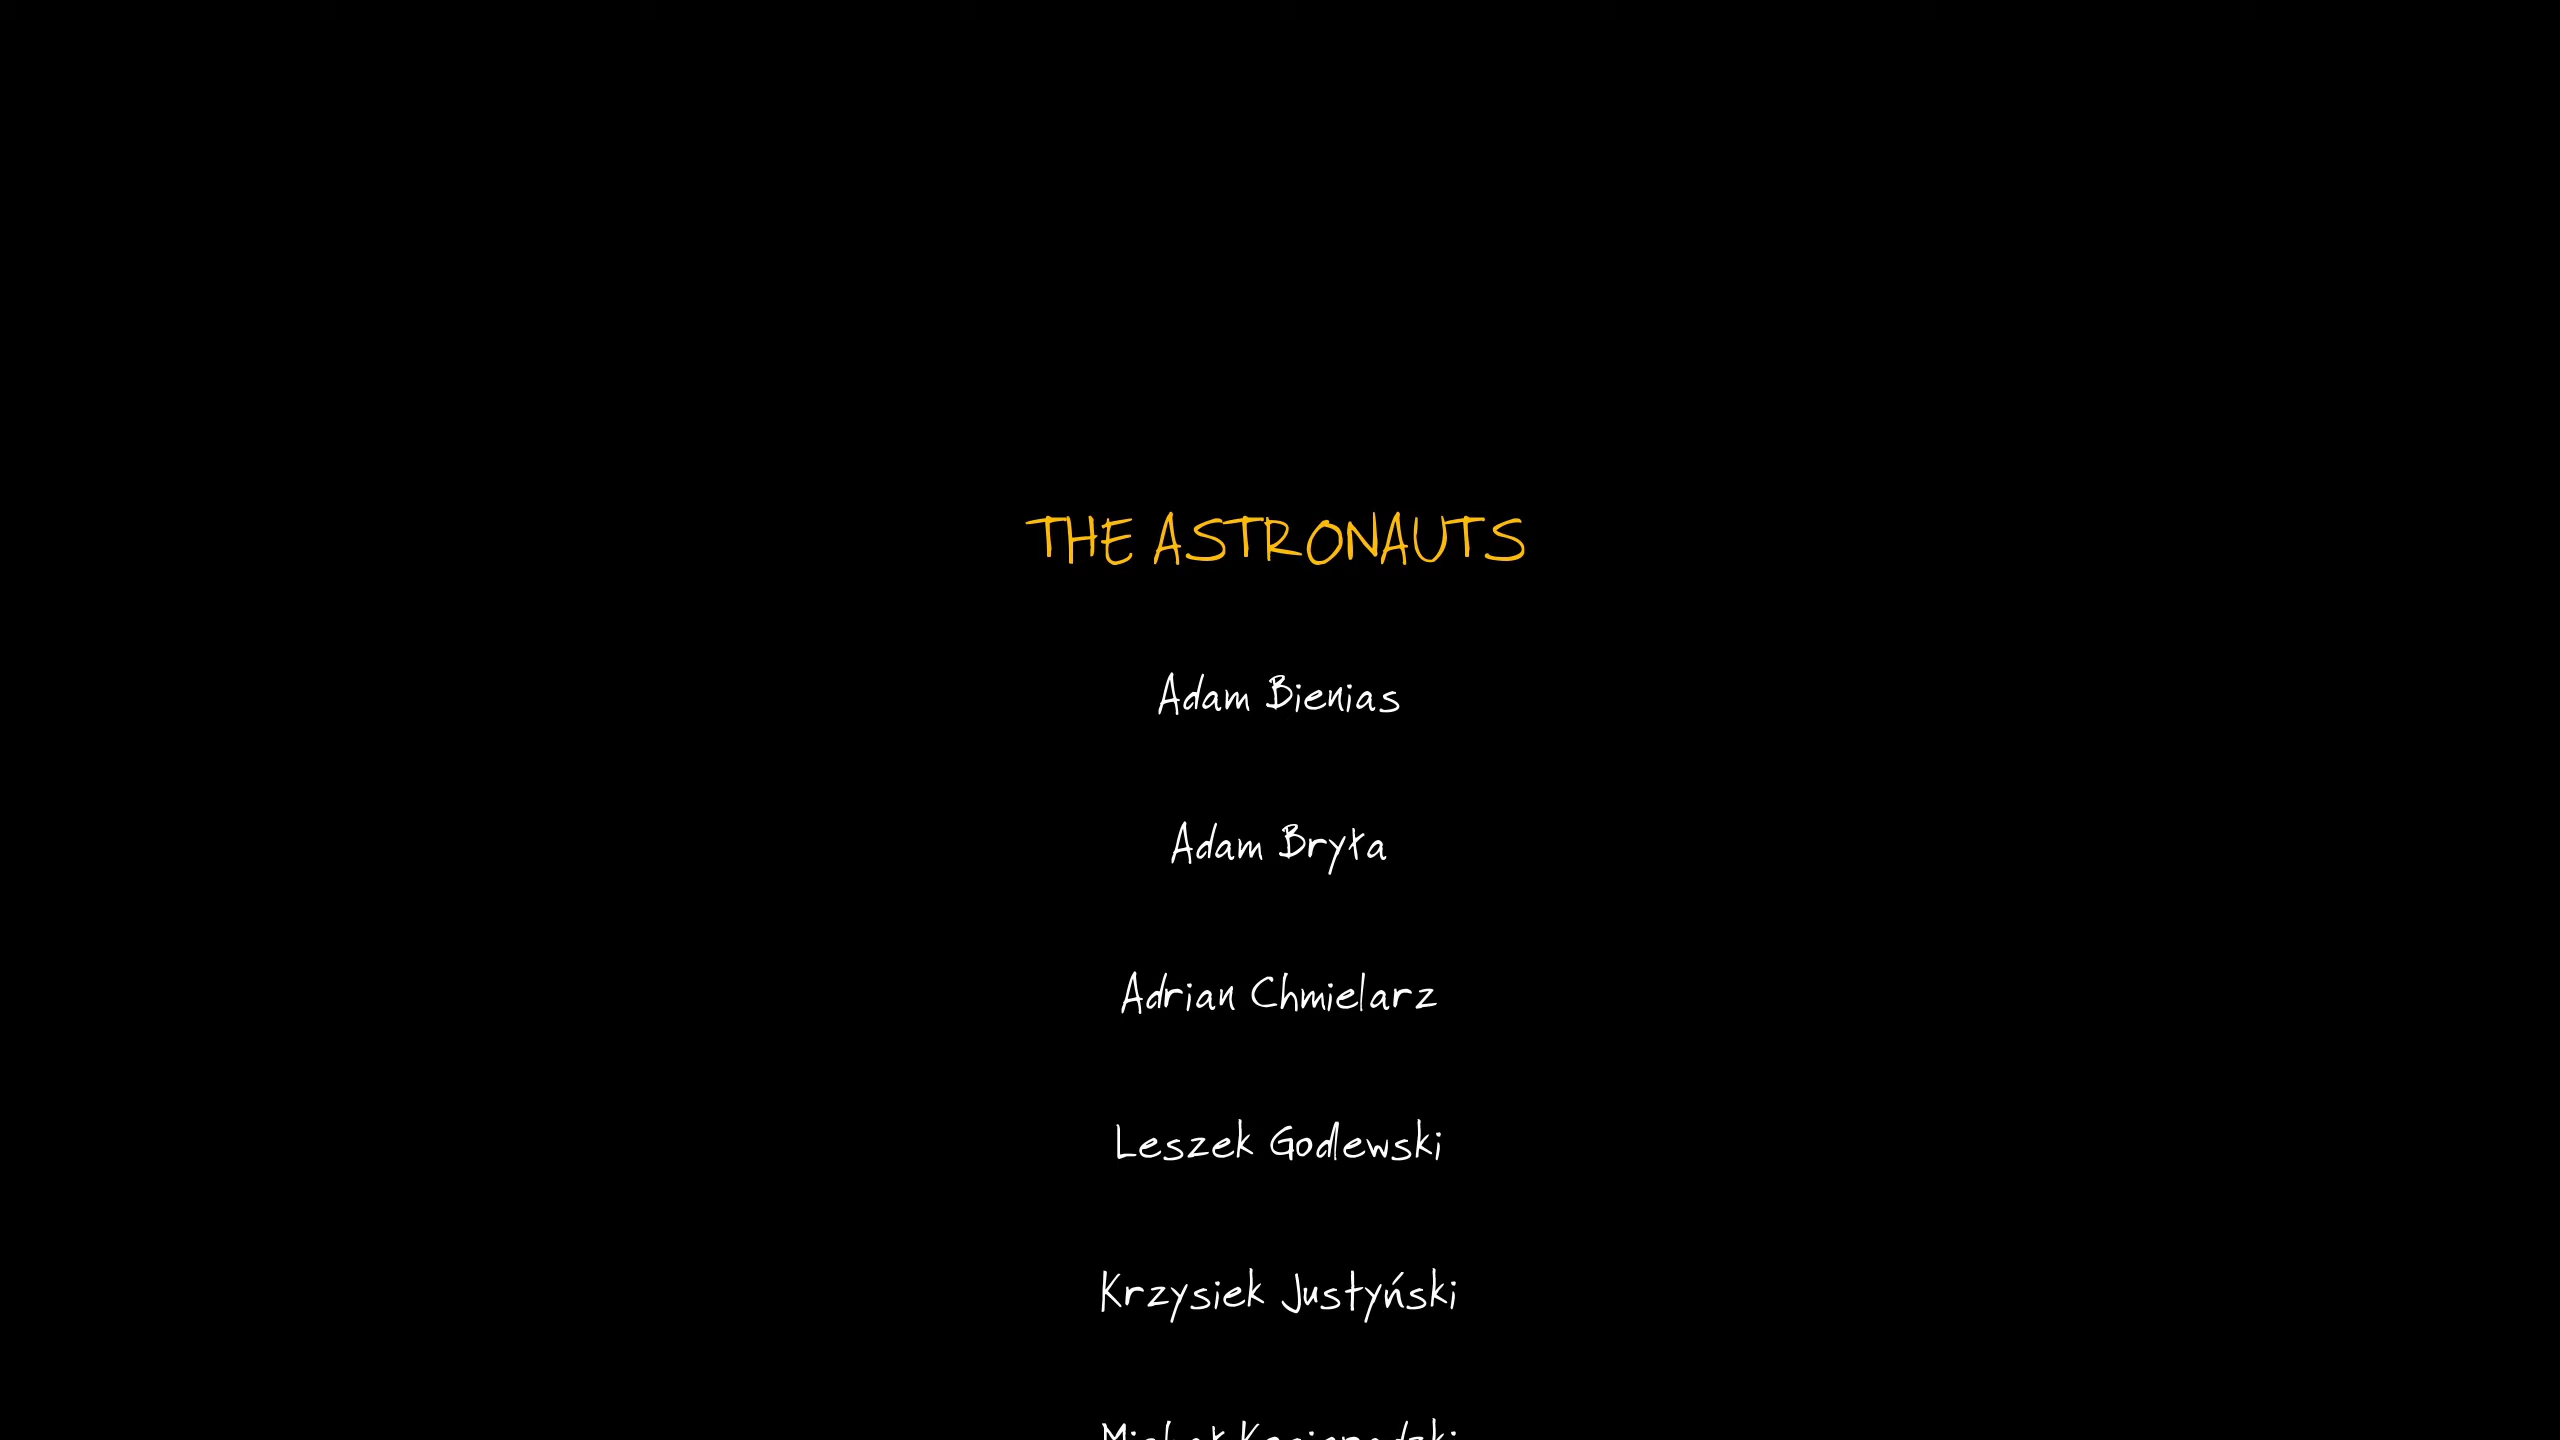 THE ASTRONAUTS
Adam Bienias
Adam Bryła
Adrian Chmielarz
Leszek Godlewski
Krzysiek Justyński